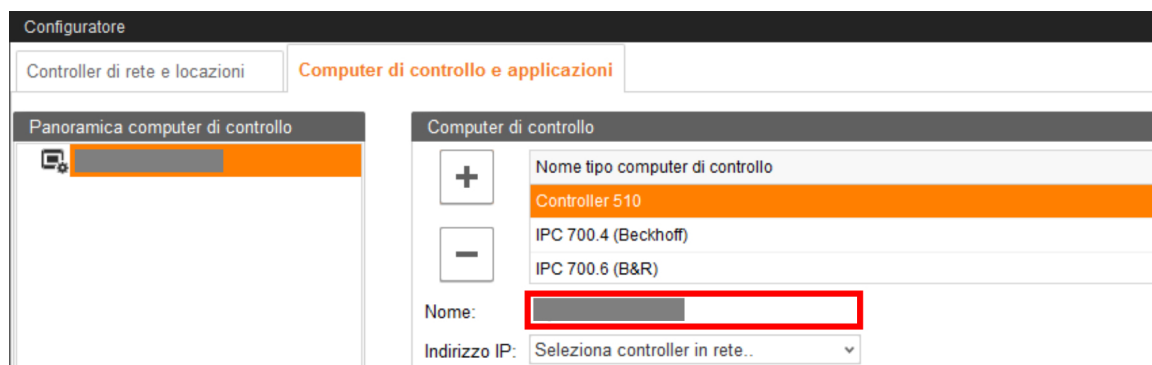 Configuratore
Controller di rete e locazioni
Computer di controllo e applicazioni
Panoramica computer di controllo
Computer di controllo
Nome tipo computer di controllo
Controller 510
IPC 700.4 (Beckhoff)
IPC 700.6 (B&R)
Nome:
Indirizzo IP: Seleziona controller in rete..